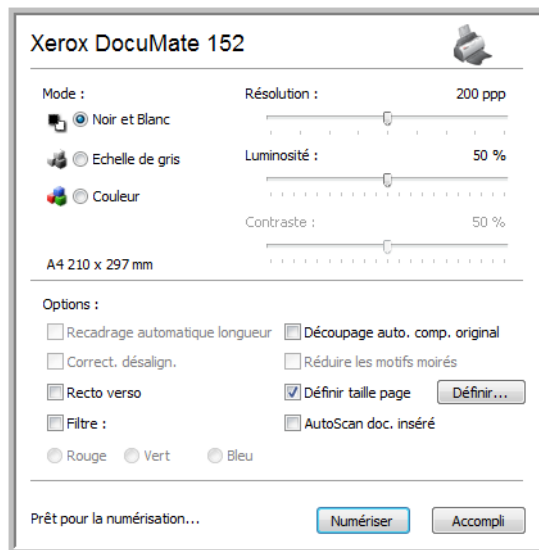 Xerox DocuMate 152
Mode : Résolution : 200 ppp
Noir et Blanc
Echelle de gris Luminosité : 50 %
Couleur
Contraste : 50 %
A4 210 x 297 mm
Options :
Recadrage automatique longueur Découpage auto. comp. original
Correct. désalign. Réduire les motifs moirés
Recto verso Définir taille page Définir...
Filtre : AutoScan doc. inséré
Rouge Vert Bleu
Prêt pour la numérisation... Numériser Accompli